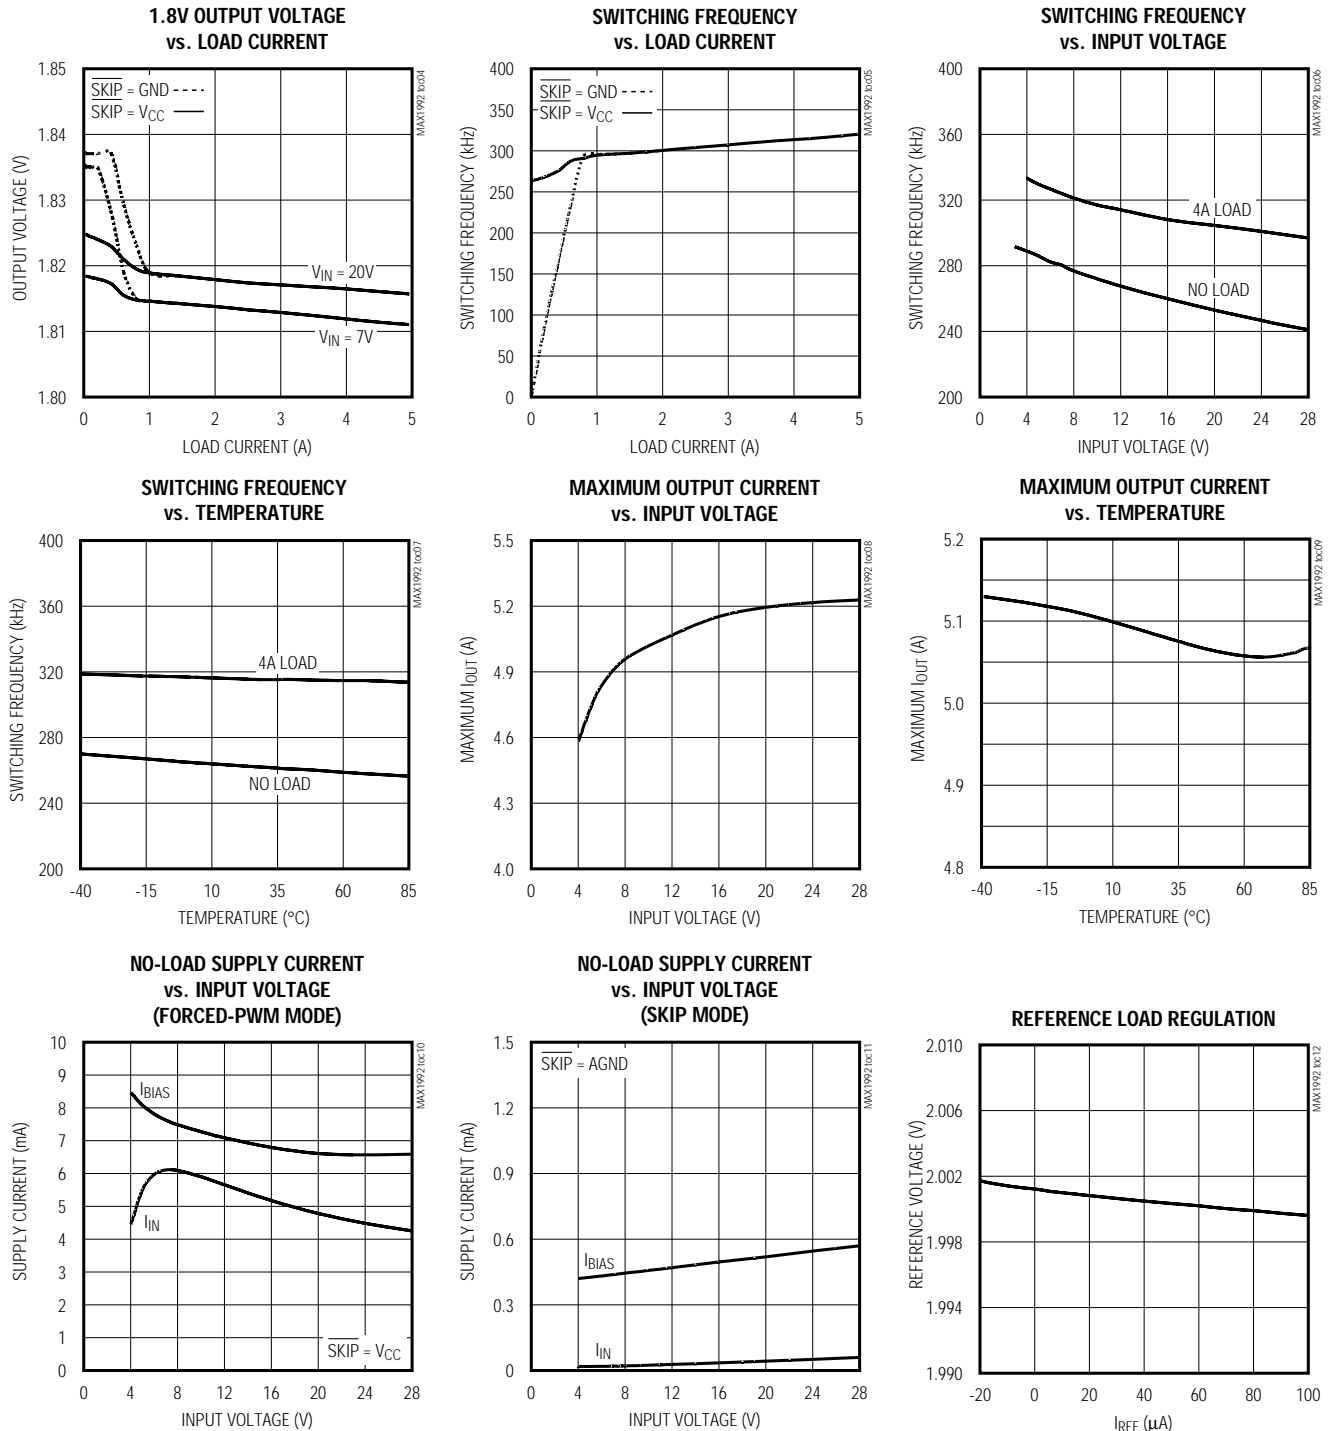 1.8V OUTPUT VOLTAGE
vs. LOAD CURRENT
1.85
1.84
1.83
1.82
1.81
1.80
OUTPUT VOLTAGE (V)
SKIP = GND
SKIP = VCC
VIN = 20V
VIN = 7V
MAX1992 toc04
0 1 2 3 4 5
LOAD CURRENT (A)
SWITCHING FREQUENCY
vs. LOAD CURRENT
400
350
300
250
200
150
100
50
0
SWITCHING FREQUENCY (kHz)
SKIP = GND
SKIP = VCC
MAX1992 toc05
0 1 2 3 4 5
LOAD CURRENT (A)
SWITCHING FREQUENCY
vs. INPUT VOLTAGE
400
360
320
280
240
200
SWITCHING FREQUENCY (kHz)
4A LOAD
NO LOAD
MAX1992 toc06
0 4 8 12 16 20 24 28
INPUT VOLTAGE (V)
SWITCHING FREQUENCY
vs. TEMPERATURE
400
360
320
280
240
200
SWITCHING FREQUENCY (kHz)
4A LOAD
NO LOAD
MAX1992 toc07
-40 -15 10 35 60 85
TEMPERATURE (°C)
MAXIMUM OUTPUT CURRENT
vs. INPUT VOLTAGE
5.5
5.2
4.9
4.6
4.3
4.0
MAXIMUM IOUT (A)
MAX1992 toc08
0 4 8 12 16 20 24 28
INPUT VOLTAGE (V)
MAXIMUM OUTPUT CURRENT
vs. TEMPERATURE
5.2
5.1
5.0
4.9
4.8
MAXIMUM IOUT (A)
MAX1992 toc09
-40 -15 10 35 60 85
TEMPERATURE (°C)
NO-LOAD SUPPLY CURRENT
vs. INPUT VOLTAGE
(FORCED-PWM MODE)
10
9
8
7
6
5
4
3
2
1
0
SUPPLY CURRENT (mA)
IBIAS
IIN
SKIP = VCC
MAX1992 toc10
0 4 8 12 16 20 24 28
INPUT VOLTAGE (V)
NO-LOAD SUPPLY CURRENT
vs. INPUT VOLTAGE
(SKIP MODE)
1.5
1.2
0.9
0.6
0.3
0
SUPPLY CURRENT (mA)
SKIP = AGND
IBIAS
IIN
MAX1992 toc11
0 4 8 12 16 20 24 28
INPUT VOLTAGE (V)
REFERENCE LOAD REGULATION
2.010
2.006
2.002
1.998
1.994
1.990
REFERENCE VOLTAGE (V)
MAX1992 toc12
-20 0 20 40 60 80 100
IREF (µA)